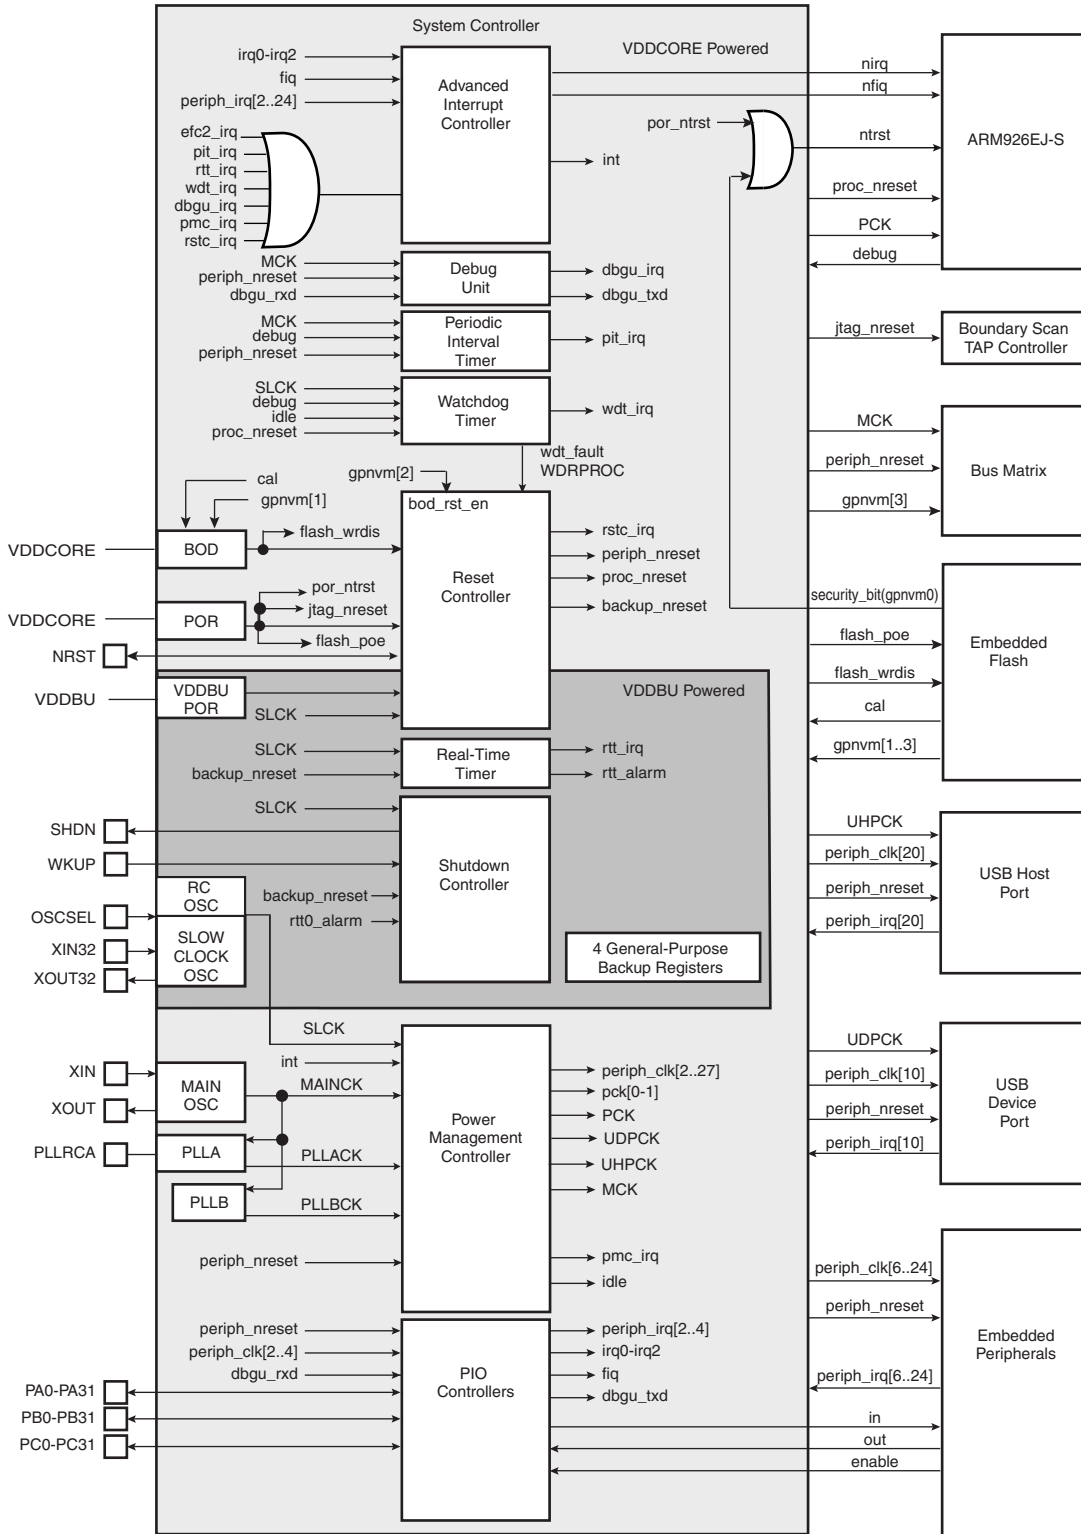 System Controller
VDDCORE Powered
irq0-irq2
fiq
periph_irq[2..24]
Advanced
Interrupt
Controller
efc2_irq
pit_irq
rtt_irq
wdt_irq
dbgu_irq
pmc_irq
rstc_irq
int
por_ntrst
nirq
nfiq
ntrst
proc_nreset
PCK
debug
ARM926EJ-S
MCK
periph_nreset
dbgu_rxd
Debug
Unit
dbgu_irq
dbgu_txd
MCK
debug
periph_nreset
Periodic
Interval
Timer
pit_irq
jtag_nreset
Boundary Scan
TAP Controller
SLCK
debug
idle
proc_nreset
Watchdog
Timer
wdt_irq
wdt_fault
WDRPROC
MCK
periph_nreset
gpnvm[3]
Bus Matrix
cal
gpnvm[1]
gpnvm[2]
bod_rst_en
VDDCORE
BOD
flash_wrdis
Reset
Controller
rstc_irq
periph_nreset
proc_nreset
backup_nreset
VDDCORE
POR
por_ntrst
jtag_nreset
flash_poe
NRST
security_bit(gpnvm0)
flash_poe
flash_wrdis
cal
gpnvm[1..3]
Embedded
Flash
VDDBU
VDDBU
POR
SLCK
VDDBU Powered
SLCK
backup_nreset
Real-Time
Timer
rtt_irq
rtt_alarm
SLCK
SHDN
WKUP
backup_nreset
rtt0_alarm
Shutdown
Controller
4 General-Purpose
Backup Registers
RC
OSC
OSCSEL
XIN32
XOUT32
SLOW
CLOCK
OSC
UHPCK
periph_clk[20]
periph_nreset
periph_irq[20]
USB Host
Port
SLCK
int
XIN
XOUT
MAIN
OSC
MAINCK
PLLRCA
PLLA
PLLACK
PLLB
PLLBCK
periph_nreset
Power
Management
Controller
periph_clk[2..27]
pck[0-1]
PCK
UDPCK
UHPCK
MCK
pmc_irq
idle
UDPCK
periph_clk[10]
periph_nreset
periph_irq[10]
USB
Device
Port
periph_nreset
periph_clk[2..4]
dbgu_rxd
PA0-PA31
PB0-PB31
PC0-PC31
PIO
Controllers
periph_irq[2..4]
irq0-irq2
fiq
dbgu_txd
periph_clk[6..24]
periph_nreset
periph_irq[6..24]
in
out
enable
Embedded
Peripherals